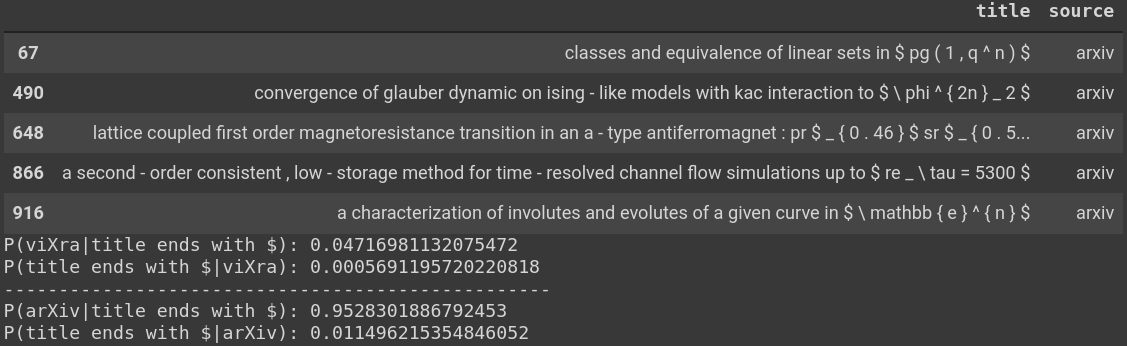 title source
67 classes and equivalence of linear sets in $ pg ( 1 , q ^ n ) $ arxiv
490 convergence of glauber dynamic on ising - like models with kac interaction to $ \ phi ^ { 2n } _ 2 $ arxiv
648 lattice coupled first order magnetoresistance transition in an a - type antiferromagnet : pr $ _ { 0 . 46 } $ sr $ _ { 0 . 5... arxiv
866 a second - order consistent , low - storage method for time - resolved channel flow simulations up to $ re _ \ tau = 5300 $ arxiv
916 a characterization of involutes and evolutes of a given curve in $ \ mathbb { e } ^ { n } $ arxiv
P(viXra|title ends with $): 0.04716981132075472
P(title ends with $|viXra): 0.0005691195720220818
--------------------------------------------------
P(arXiv|title ends with $): 0.9528301886792453
P(title ends with $|arXiv): 0.011496215354846052